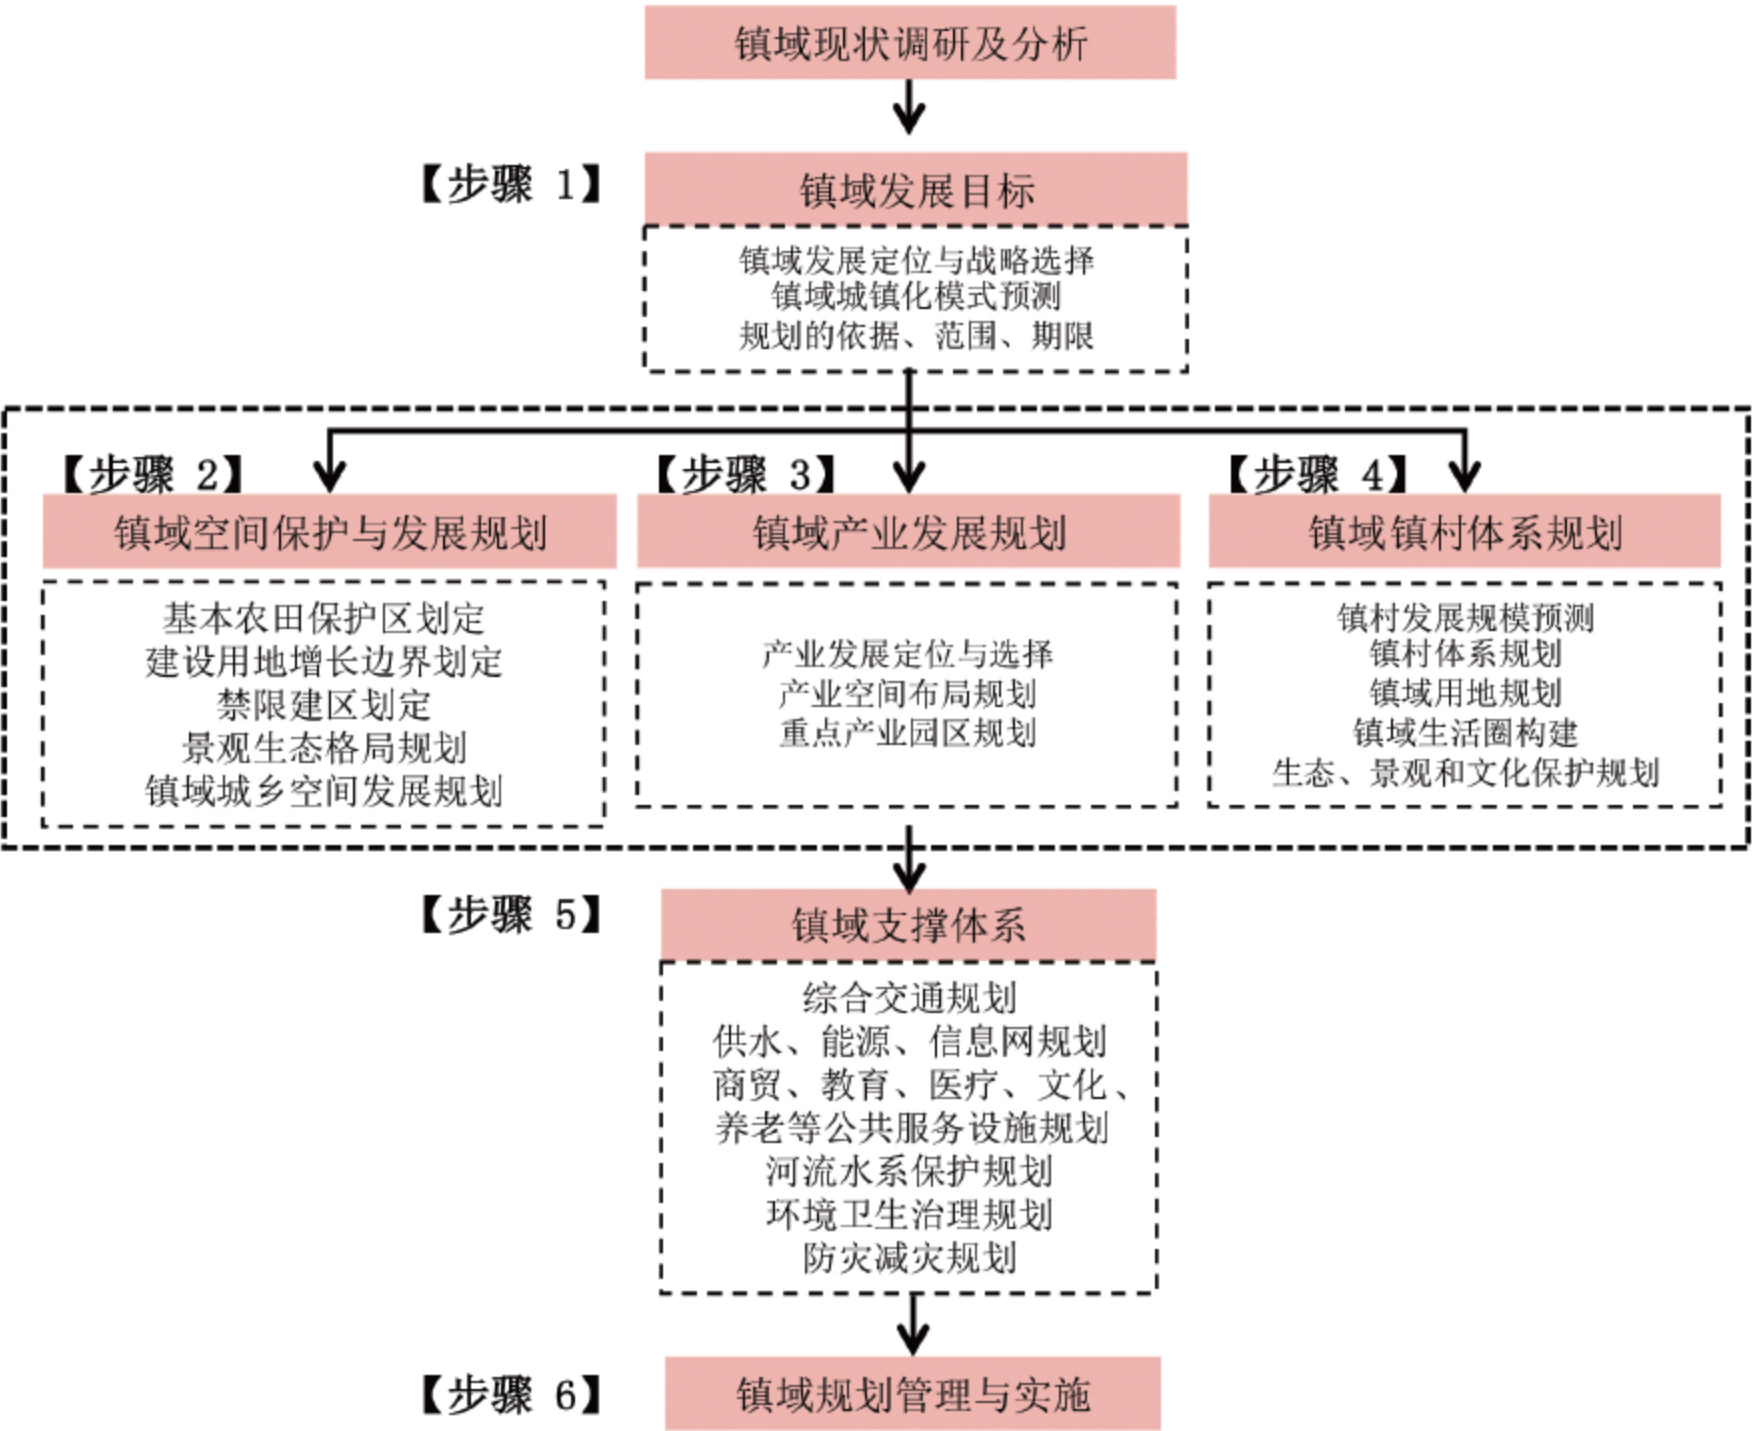 镇域现状调研及分析
【步骤 1】
镇域发展目标
镇域发展定位与战略选择
镇域城镇化模式预测
规划的依据、范围、期限
【步骤 2】
镇域空间保护与发展规划
基本农田保护区划定
建设用地增长边界划定
禁限建区划定
景观生态格局规划
镇域城乡空间发展规划
【步骤 3】
镇域产业发展规划
产业发展定位与选择
产业空间布局规划
重点产业园区规划
【步骤 4】
镇域镇村体系规划
镇村发展规模预测
镇村体系规划
镇域用地规划
镇域生活圈构建
生态、景观和文化保护规划
【步骤 5】
镇域支撑体系
综合交通规划
供水、能源、信息网规划
商贸、教育、医疗、文化、
养老等公共服务设施规划
河流水系保护规划
环境卫生治理规划
防灾减灾规划
【步骤 6】
镇域规划管理与实施